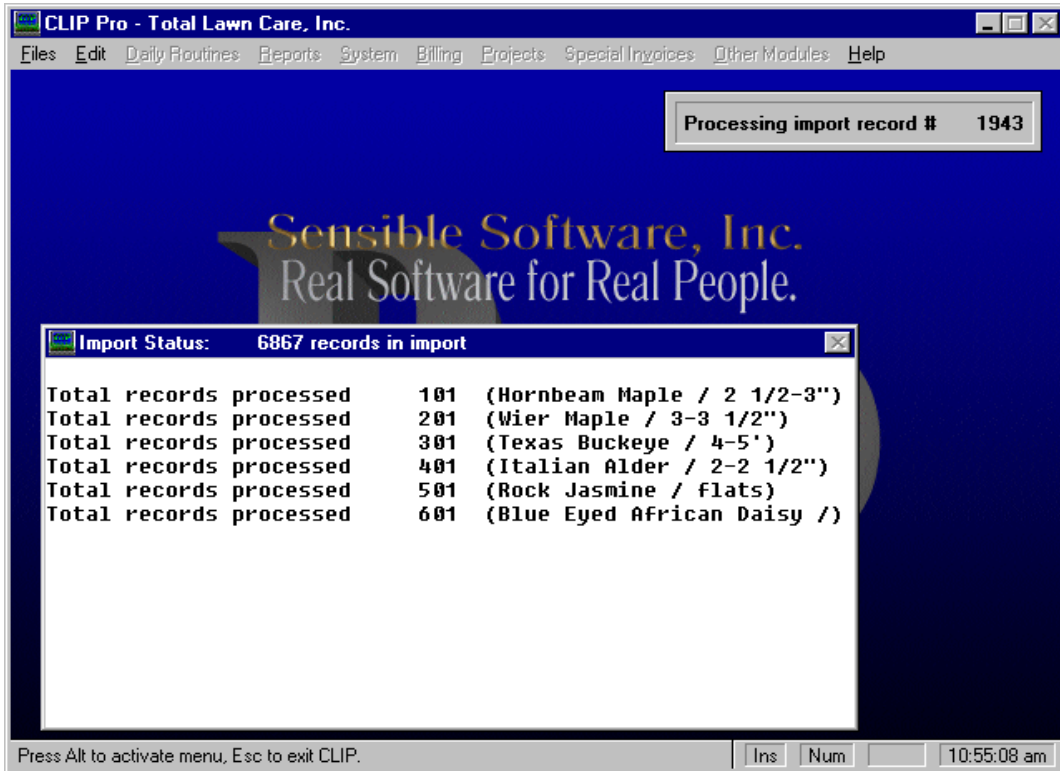 CLIP Pro - Total Lawn Care, Inc.
Files Edit Daily Routines Reports System Billing Projects Special Invoices Other Modules Help
Processing import record # 1943
Sensible Software, Inc.
Real Software for Real People.
Import Status: 6867 records in import
Total records processed 101 (Hornbeam Maple / 2 1/2-3")
Total records processed 201 (Wier Maple / 3-3 1/2")
Total records processed 301 (Texas Buckeye / 4-5')
Total records processed 401 (Italian Alder / 2-2 1/2")
Total records processed 501 (Rock Jasmine / flats)
Total records processed 601 (Blue Eyed African Daisy /)
Press Alt to activate menu, Esc to exit CLIP. Ins Num 10:55:08 am